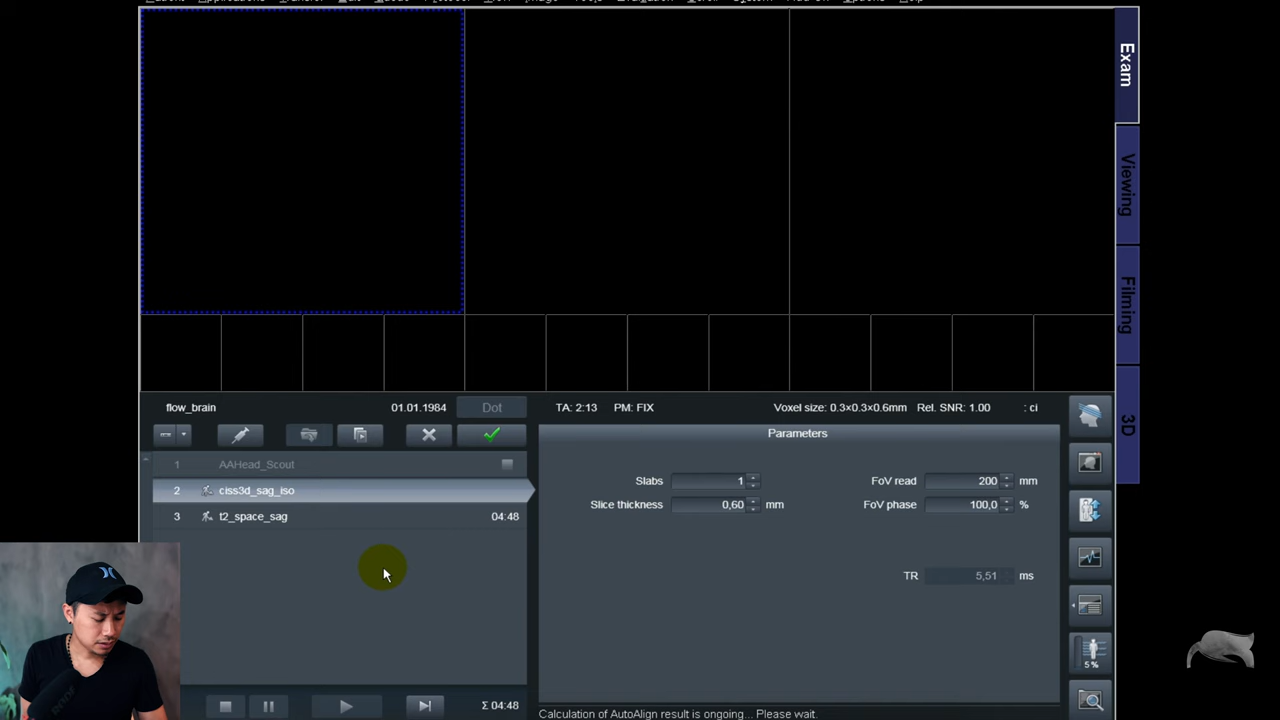 Exam
Viewing
Filming
3D
flow_brain 01.01.1984 Dot TA: 2:13 PM: FIX Voxel size: 0.3×0.3×0.6mm Rel. SNR: 1.00 : ci
Parameters
1 AAHead_Scout
2 ciss3d_sag_iso
3 t2_space_sag 04:48
Slabs 1 FoV read 200 mm
Slice thickness 0,60 mm FoV phase 100,0 %
TR 5,51 ms
5 %
Σ 04:48
Calculation of AutoAlign result is ongoing... Please wait.